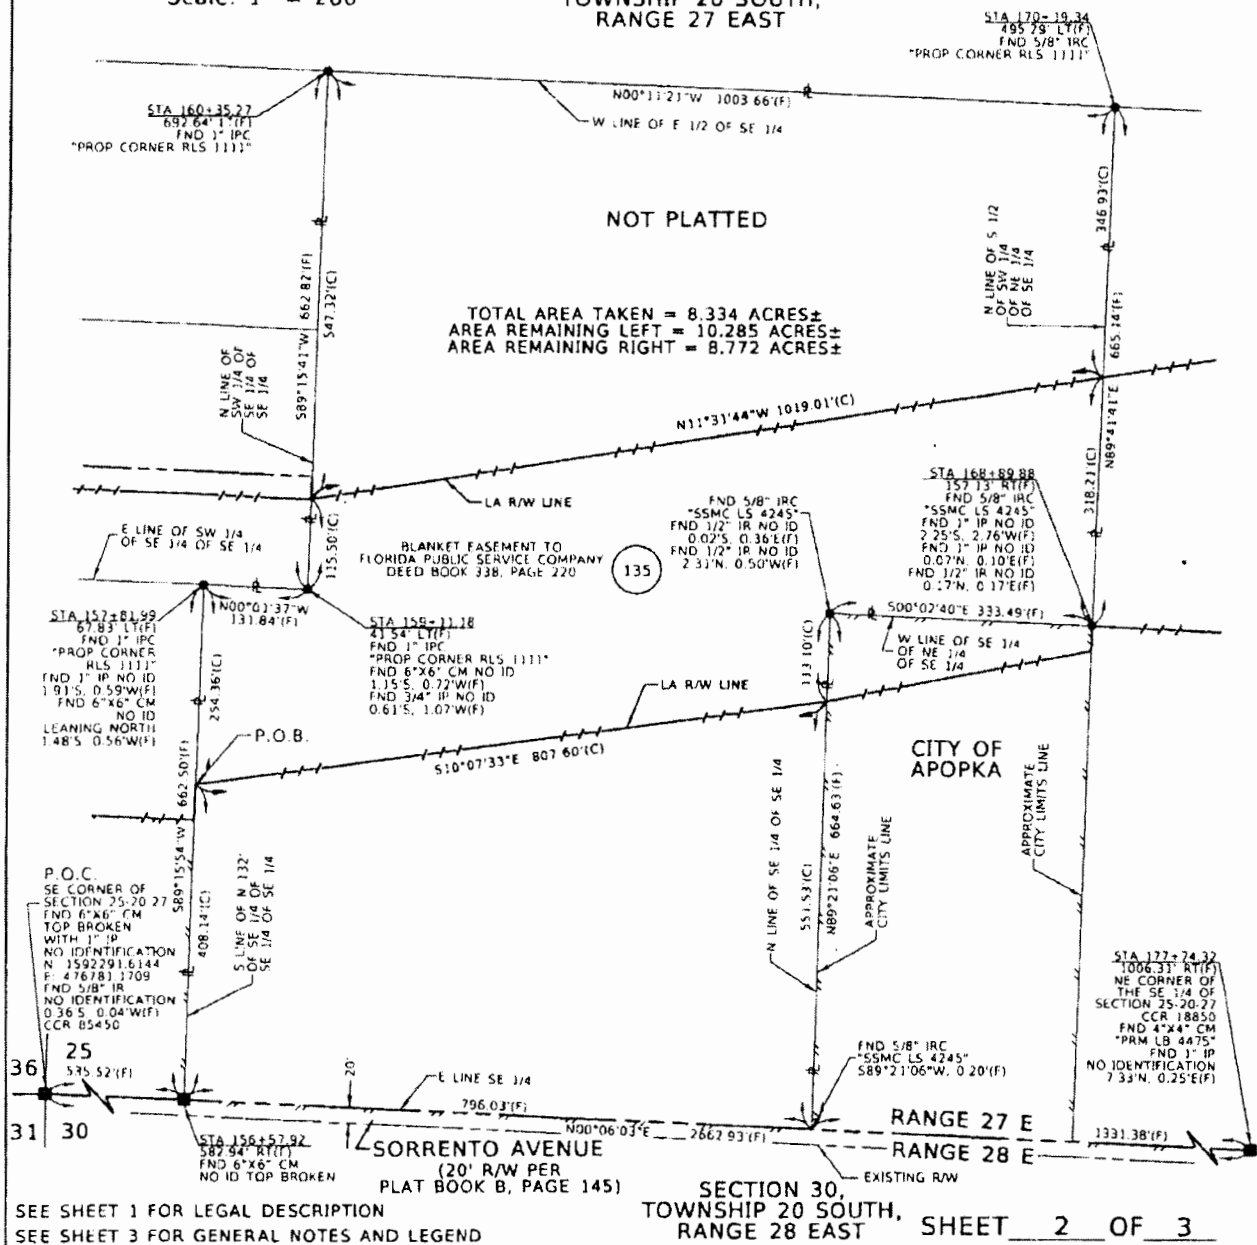 Scale: 1" = 200'
TOWNSHIP 20 SOUTH,
RANGE 27 EAST
STA 170+19.34
495.79' LT(F)
FND 5/8" IRC
"PROP CORNER RLS 1111"
STA 160+35.27
692.64' LT(F)
FND 1" IPC
"PROP CORNER RLS 1111"
N00°11'21"W 1003.66'(F)
W LINE OF E 1/2 OF SE 1/4
NOT PLATTED
N LINE OF S 1/2
OF SW 1/4
OF NE 1/4
OF SE 1/4
346.93'(C)
665.14'(F)
N89°41'41"E
318.21'(C)
S89°15'41"W 662.82'(F)
547.32'(C)
TOTAL AREA TAKEN = 8.334 ACRES±
AREA REMAINING LEFT = 10.285 ACRES±
AREA REMAINING RIGHT = 8.772 ACRES±
N LINE OF
SW 1/4 OF
SE 1/4 OF
SE 1/4
N11°31'44"W 1019.01'(C)
LA R/W LINE
115.50'(C)
E LINE OF SW 1/4
OF SE 1/4 OF SE 1/4
BLANKET EASEMENT TO
FLORIDA PUBLIC SERVICE COMPANY
DEED BOOK 338, PAGE 220
135
FND 5/8" IRC
"SSMC LS 4245"
FND 1/2" IR NO ID
0.02'S, 0.36'E(F)
FND 1/2" IR NO ID
2.31'N, 0.50'W(F)
STA 168+89.88
157.13' RT(F)
FND 5/8" IRC
"SSMC LS 4245"
FND 1" IP NO ID
2.25'S, 2.76'W(F)
FND 1" IP NO ID
0.07'N, 0.10'E(F)
FND 1/2" IR NO ID
0.17'N, 0.17'E(F)
N00°01'37"W
131.84'(F)
STA 157+81.99
67.83' LT(F)
FND 1" IPC
"PROP CORNER
RLS 1111"
FND 1" IP NO ID
1.91'S, 0.59'W(F)
FND 6"X6" CM
NO ID
LEANING NORTH
1.48'S 0.56'W(F)
STA 159+11.18
41.54' LT(F)
FND 1" IPC
"PROP CORNER RLS 1111"
FND 6"X6" CM NO ID
1.15'S, 0.72'W(F)
FND 3/4" IP NO ID
0.61'S, 1.07'W(F)
S00°02'40"E 333.49'(F)
W LINE OF SE 1/4
OF NE 1/4
OF SE 1/4
254.36'(C)
133.10'(C)
LA R/W LINE
P.O.B.
S10°07'33"E 807.60'(C)
CITY OF
APOPKA
S89°15'54"W 662.50'(F)
408.14'(C)
S LINE OF N 132'
OF SE 1/4 OF
SE 1/4 OF SE 1/4
N LINE OF SE 1/4 OF SE 1/4
551.53'(C)
N89°21'06"E 664.63'(F)
APPROXIMATE
CITY LIMITS LINE
APPROXIMATE
CITY LIMITS LINE
P.O.C.
SE CORNER OF
SECTION 25-20-27
FND 6"X6" CM
TOP BROKEN
WITH 1" IP
NO IDENTIFICATION
N: 1592291.6144
E: 476781.1709
FND 5/8" IR
NO IDENTIFICATION
0.36'S, 0.04'W(F)
CCR 85450
STA 177+74.32
1006.31' RT(F)
NE CORNER OF
THE SE 1/4 OF
SECTION 25-20-27
CCR 18850
FND 4"X4" CM
"PRM LB 4475"
FND 1" IP
NO IDENTIFICATION
7.33'N, 0.25'E(F)
FND 5/8" IRC
"SSMC LS 4245"
S89°21'06"W, 0.20'(F)
36
25
535.52'(F)
31
30
20'
E LINE SE 1/4
796.03'(F)
N00°06'03"E 2662.93'(F)
RANGE 27 E
RANGE 28 E
1331.38'(F)
EXISTING R/W
STA 156+57.92
582.94' RT(F)
FND 6"X6" CM
NO ID TOP BROKEN
SORRENTO AVENUE
(20' R/W PER
PLAT BOOK B, PAGE 145)
SECTION 30,
TOWNSHIP 20 SOUTH,
RANGE 28 EAST
SEE SHEET 1 FOR LEGAL DESCRIPTION
SEE SHEET 3 FOR GENERAL NOTES AND LEGEND
SHEET 2 OF 3